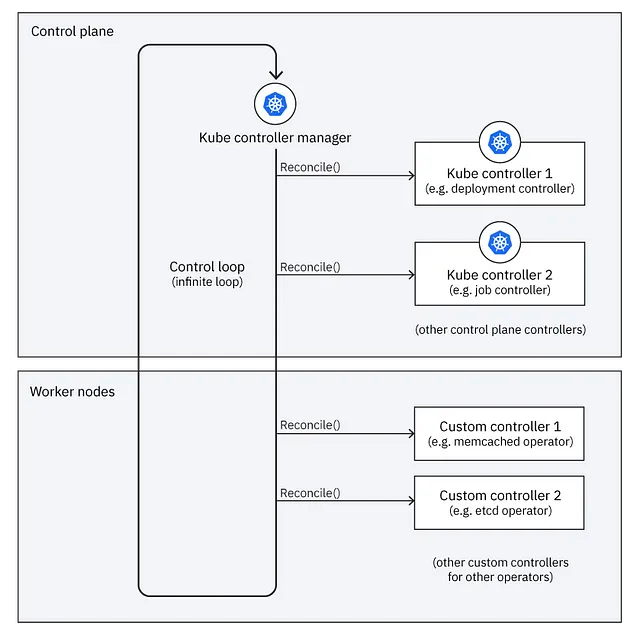 Control plane
Kube controller manager
Reconcile()
Kube controller 1
(e.g. deployment controller)
Control loop
(infinite loop)
Reconcile()
Kube controller 2
(e.g. job controller)
(other control plane controllers)
Worker nodes
Reconcile()
Custom controller 1
(e.g. memcached operator)
Reconcile()
Custom controller 2
(e.g. etcd operator)
(other custom controllers
for other operators)